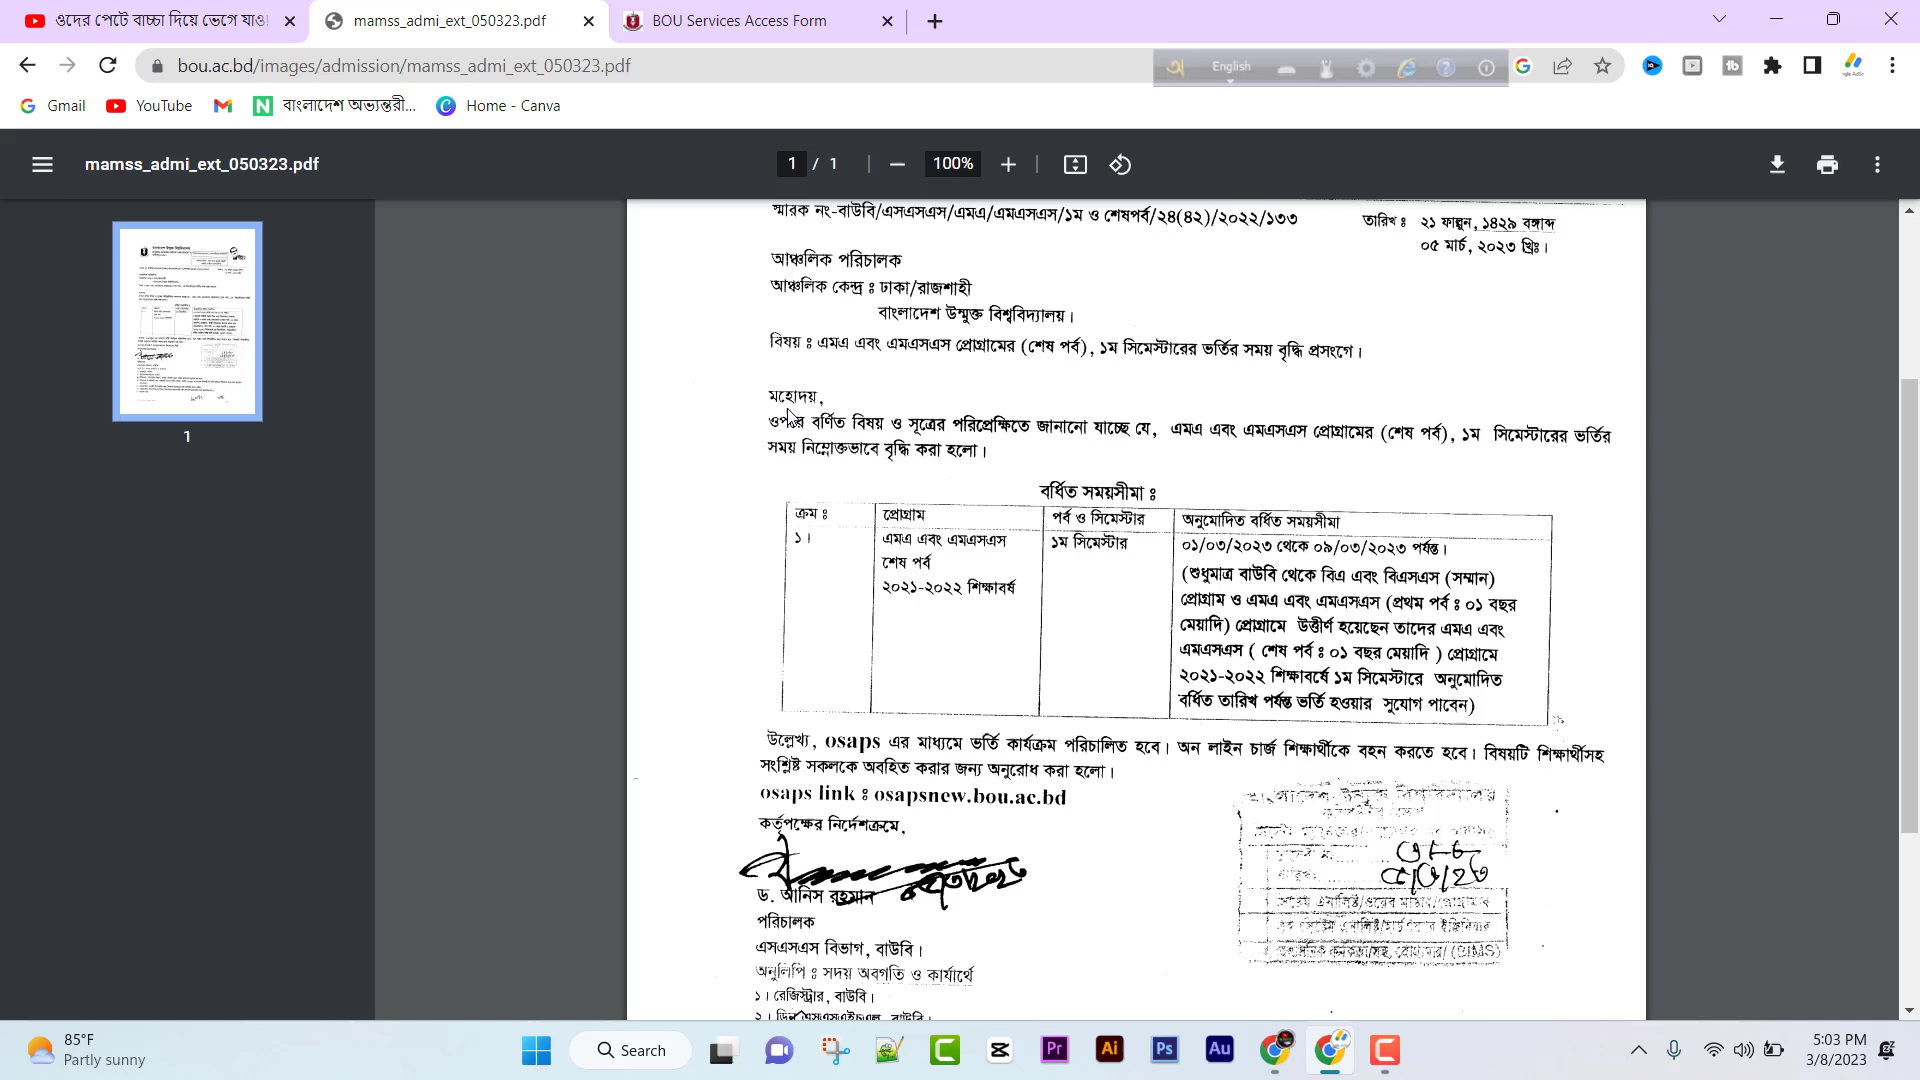 ওদের পেটে বাচ্চা দিয়ে ভেগে যাও!
mamss_admi_ext_050323.pdf
BOU Services Access Form
bou.ac.bd/images/admission/mamss_admi_ext_050323.pdf
English
Gmail
YouTube
বাংলাদেশ অভ্যন্তরী...
Home - Canva
mamss_admi_ext_050323.pdf
1 / 1
100%
1
স্মারক নং-বাউবি/এসএসএস/এমএ/এমএসএস/১ম ও শেষপর্ব/২৪(৪২)/২০২২/১৩৩
তারিখঃ ২১ ফাল্গুন, ১৪২৯ বঙ্গাব্দ
০৫ মার্চ, ২০২৩ খ্রিঃ।
আঞ্চলিক পরিচালক
আঞ্চলিক কেন্দ্র ঃ ঢাকা/রাজশাহী
বাংলাদেশ উন্মুক্ত বিশ্ববিদ্যালয়।
বিষয় ঃ এমএ এবং এমএসএস প্রোগ্রামের (শেষ পর্ব), ১ম সিমেস্টারের ভর্তির সময় বৃদ্ধি প্রসংগে।
মহোদয়,
বর্ণিত বিষয় ও সূত্রের পরিপ্রেক্ষিতে জানানো যাচ্ছে যে, এমএ এবং এমএসএস প্রোগ্রামের (শেষ পর্ব), ১ম সিমেস্টারের ভর্তির
সময় নিম্নোক্তভাবে বৃদ্ধি করা হলো।
বর্ধিত সময়সীমা ঃ
ক্রম ঃ প্রোগ্রাম পর্ব ও সিমেস্টার অনুমোদিত বর্ধিত সময়সীমা
১। এমএ এবং এমএসএস ১ম সিমেস্টার ০১/০৩/২০২৩ থেকে ০৯/০৩/২০২৩ পর্যন্ত।
শেষ পর্ব (শুধুমাত্র বাউবি থেকে বিএ এবং বিএসএস (সম্মান)
২০২১-২০২২ শিক্ষাবর্ষ প্রোগ্রাম ও এমএ এবং এমএসএস (প্রথম পর্ব ঃ ০১ বছর
মেয়াদি) প্রোগ্রামে উত্তীর্ণ হয়েছেন তাদের এমএ এবং
এমএসএস ( শেষ পর্ব ঃ ০১ বছর মেয়াদি ) প্রোগ্রামে
২০২১-২০২২ শিক্ষাবর্ষে ১ম সিমেস্টারে অনুমোদিত
বর্ধিত তারিখ পর্যন্ত ভর্তি হওয়ার সুযোগ পাবেন)
উল্লেখ্য, osaps এর মাধ্যমে ভর্তি কার্যক্রম পরিচালিত হবে। অন লাইন চার্জ শিক্ষার্থীকে বহন করতে হবে। বিষয়টি শিক্ষার্থীসহ
সংশ্লিষ্ট সকলকে অবহিত করার জন্য অনুরোধ করা হলো।
osaps link ঃ osapsnew.bou.ac.bd
কর্তৃপক্ষের নির্দেশক্রমে,
ড. আনিস রহমান
পরিচালক
এসএসএস বিভাগ, বাউবি।
অনুলিপি ঃ সদয় অবগতি ও কার্যার্থে
১। রেজিস্ট্রার, বাউবি।
২। ডিন, এসএসএইচএল, বাউবি।
85°F
Partly sunny
Search
5:03 PM
3/8/2023